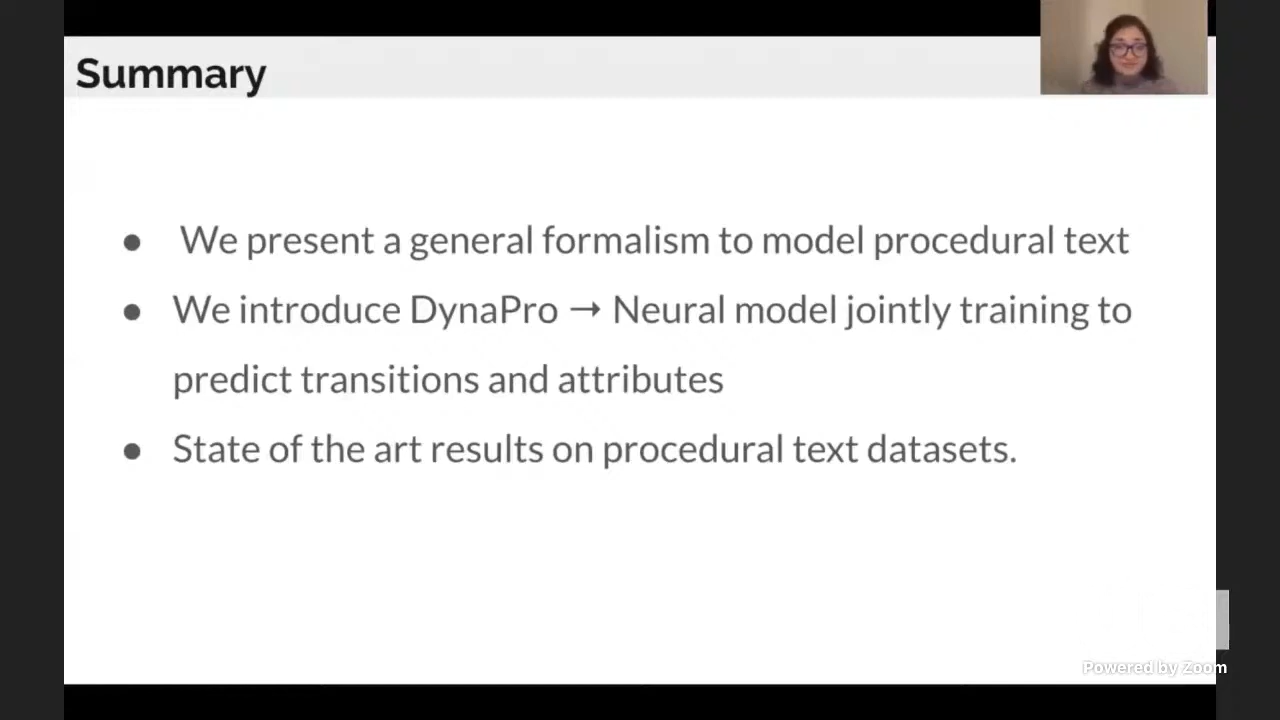 Summary
● We present a general formalism to model procedural text
● We introduce DynaPro → Neural model jointly training to
predict transitions and attributes
● State of the art results on procedural text datasets.
Powered by Zoom